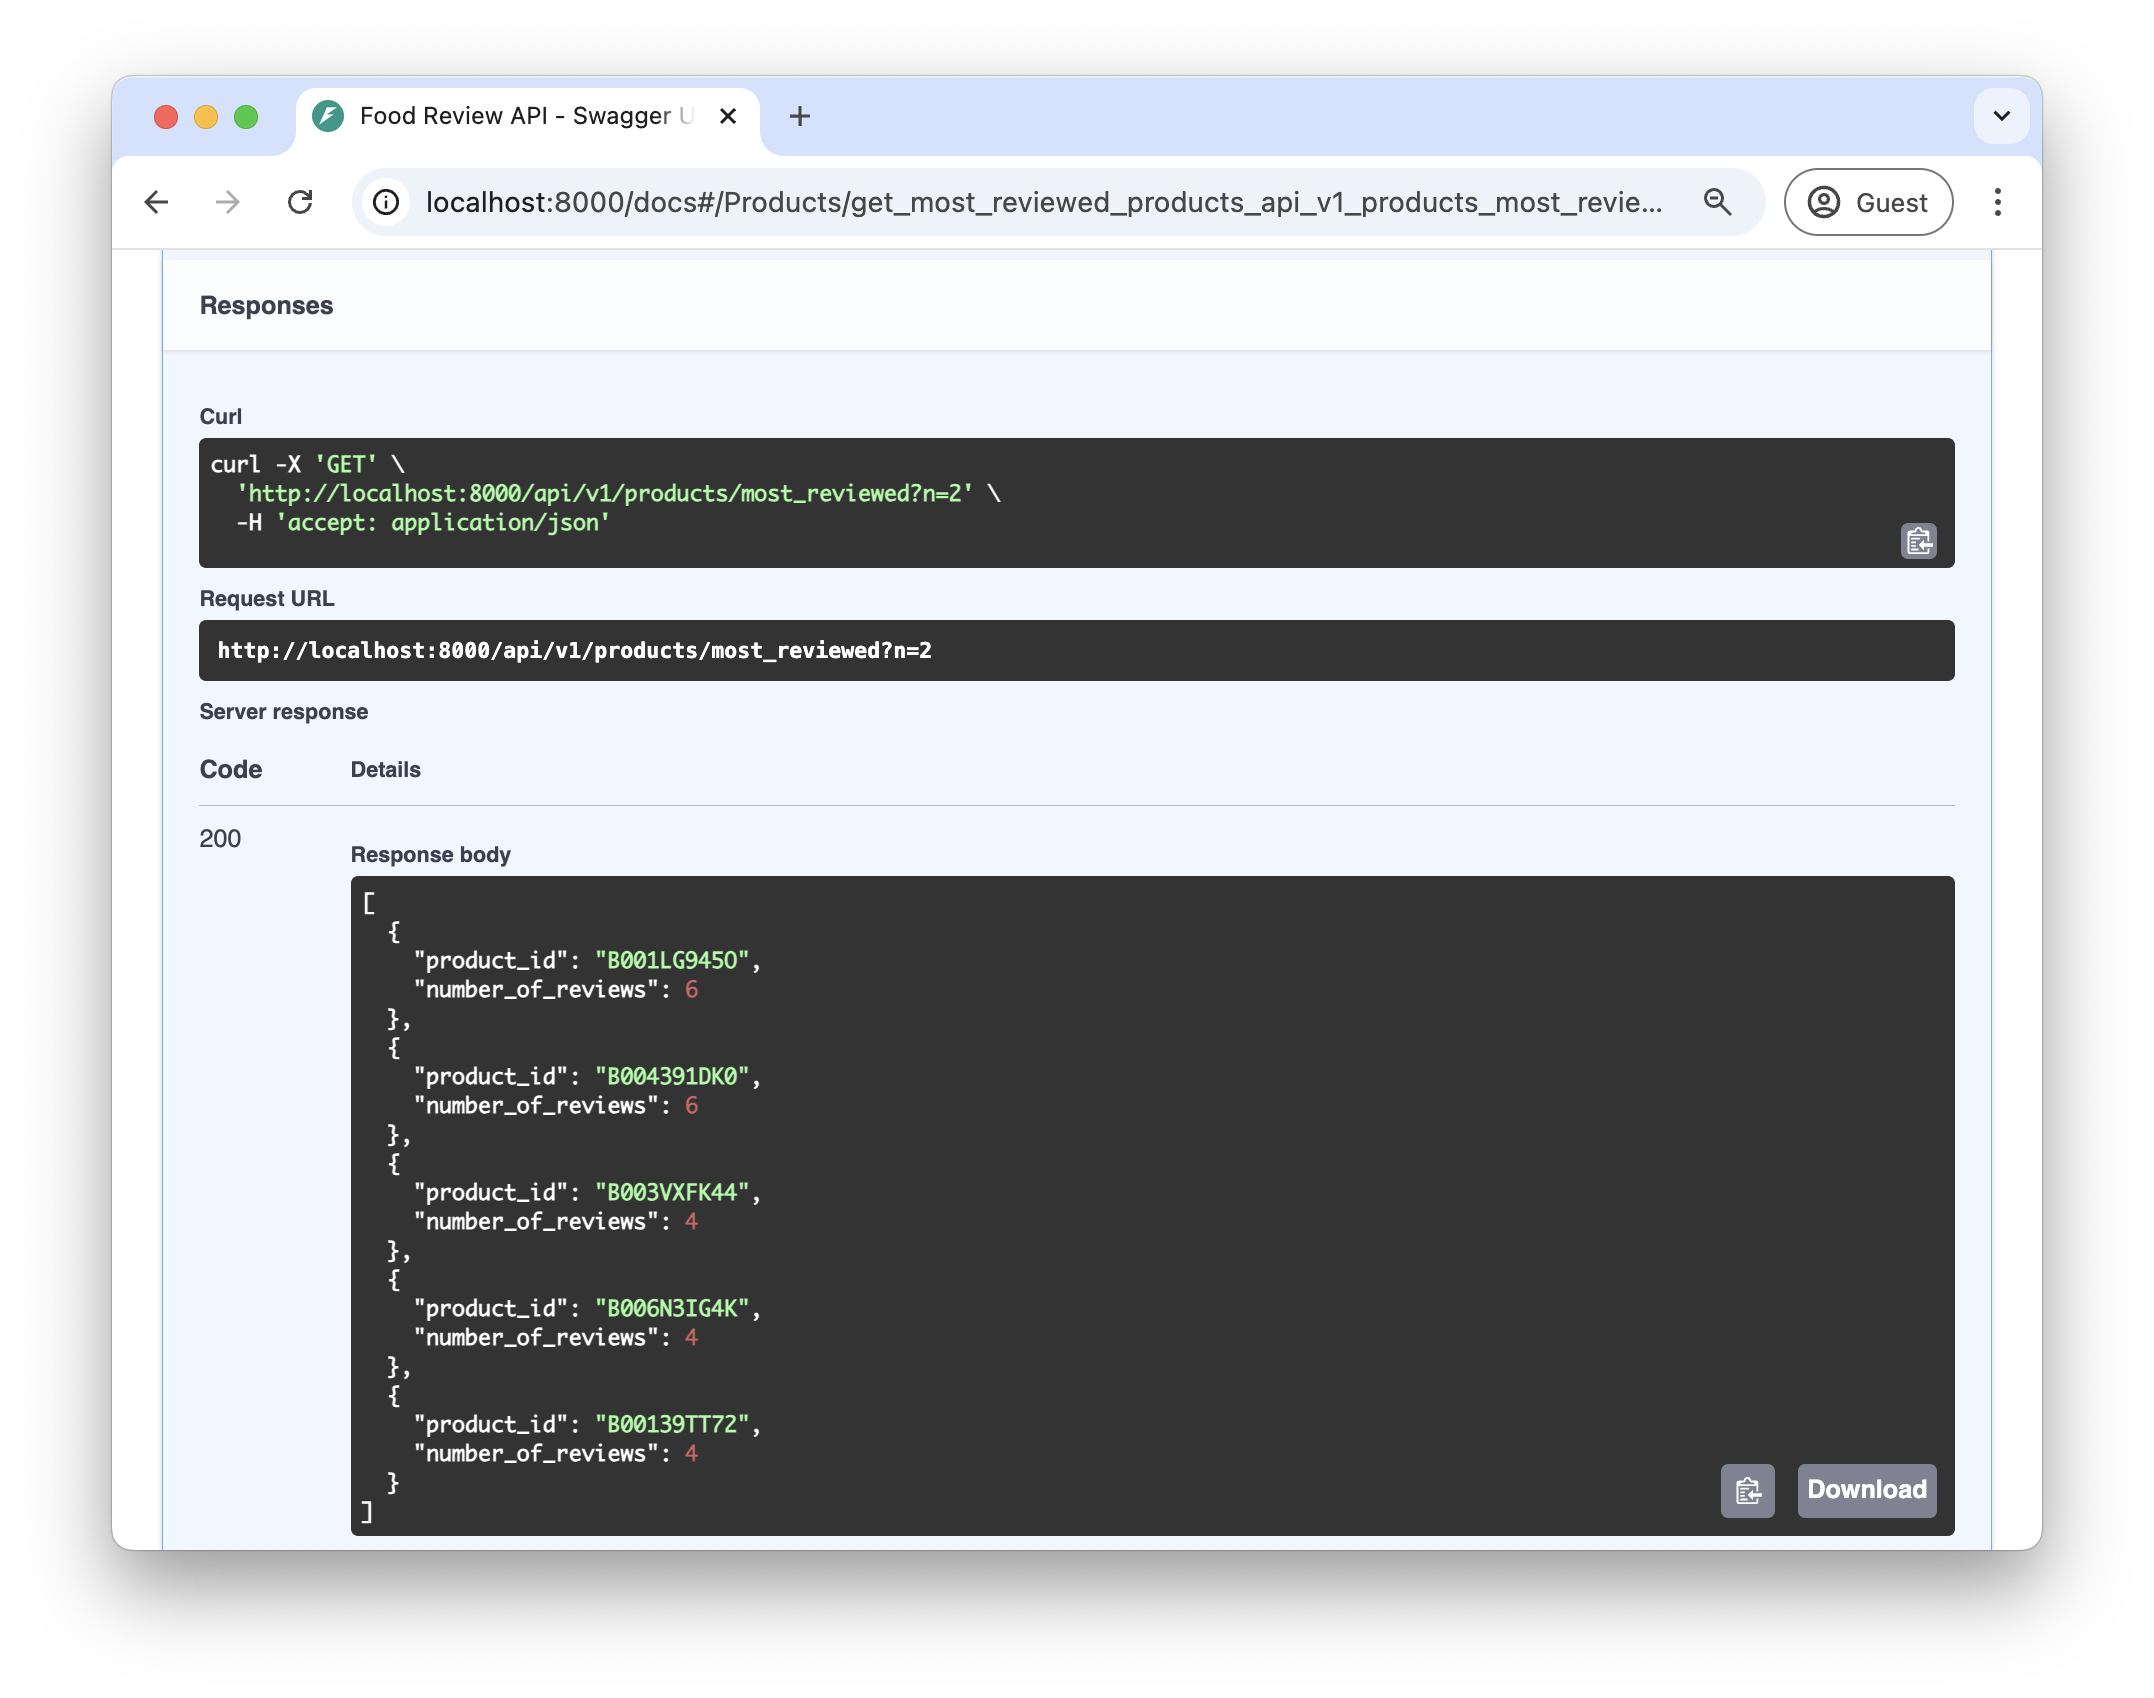 Food Review API - Swagger U
localhost:8000/docs#/Products/get_most_reviewed_products_api_v1_products_most_revie...
Guest
Responses
Curl
curl -X 'GET' \
'http://localhost:8000/api/v1/products/most_reviewed?n=2' \
-H 'accept: application/json'
Request URL
http://localhost:8000/api/v1/products/most_reviewed?n=2
Server response
Code Details
200
Response body
[
{
"product_id": "B001LG945O",
"number_of_reviews": 6
},
{
"product_id": "B004391DK0",
"number_of_reviews": 6
},
{
"product_id": "B003VXFK44",
"number_of_reviews": 4
},
{
"product_id": "B006N3IG4K",
"number_of_reviews": 4
},
{
"product_id": "B00139TT72",
"number_of_reviews": 4
}
]
Download